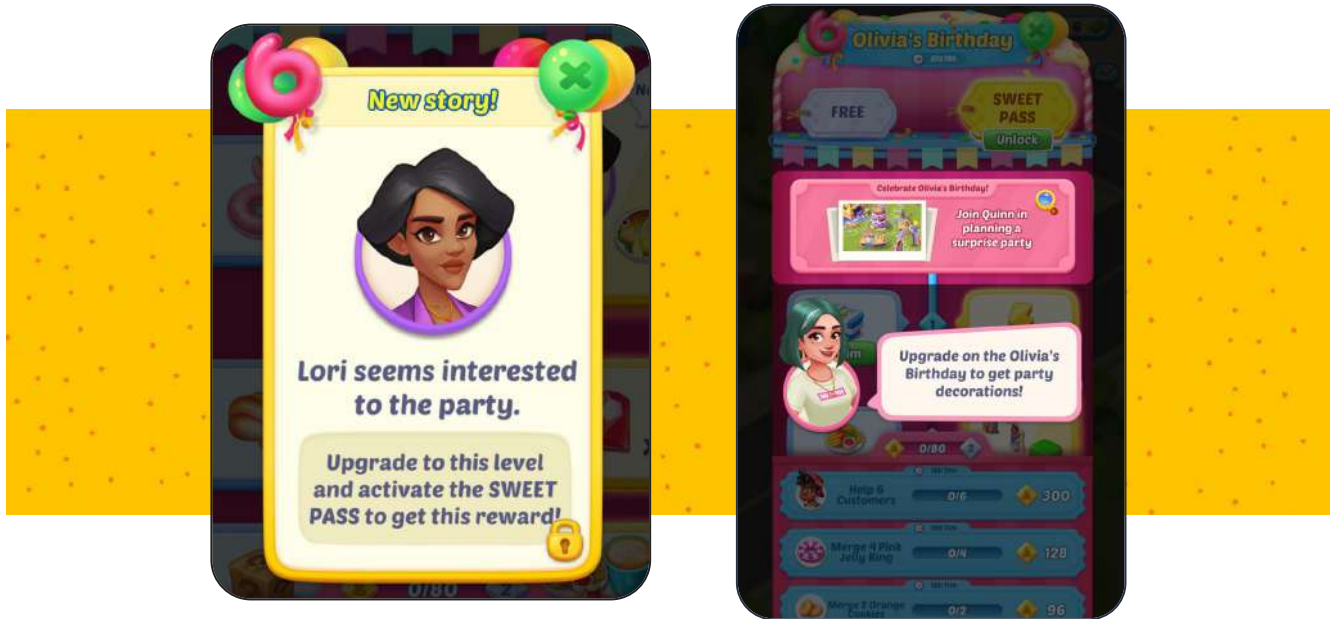 New story!
Lori seems interested
to the party.
Upgrade to this level
and activate the SWEET
PASS to get this reward!
0/80
2
Olivia's Birthday
FREE
SWEET
PASS
Unlock
Celebrate Olivia's Birthday!
Join Quinn in
planning a
surprise party
1
Upgrade on the Olivia's
Birthday to get party
decorations!
0/80
2
Help 6
Customers
0/6
300
Merge 4 Pink
Jelly Ring
0/4
128
Merge 2 Orange
Cookies
0/2
96